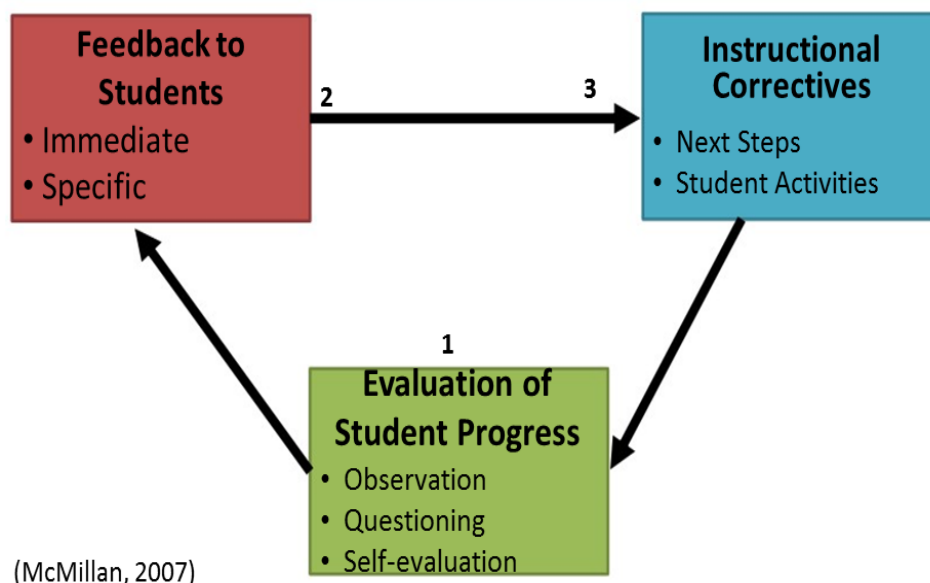 Feedback to
Students
• Immediate
• Specific
2
3
Instructional
Correctives
• Next Steps
• Student Activities
1
Evaluation of
Student Progress
• Observation
• Questioning
• Self-evaluation
(McMillan, 2007)